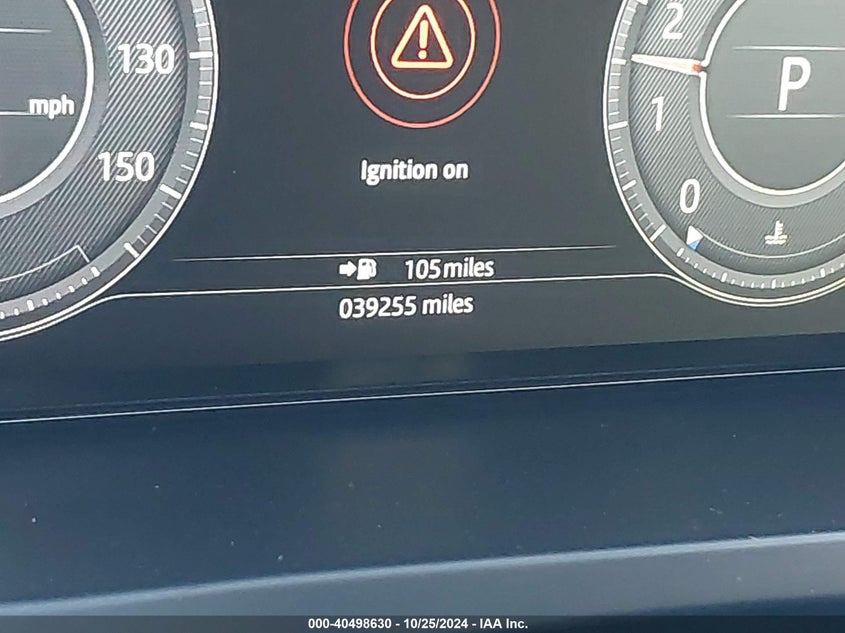 130
mph
150
2
1
0
P
Ignition on
105 miles
039255 miles
000-40498630 - 10/25/2024 - IAA Inc.